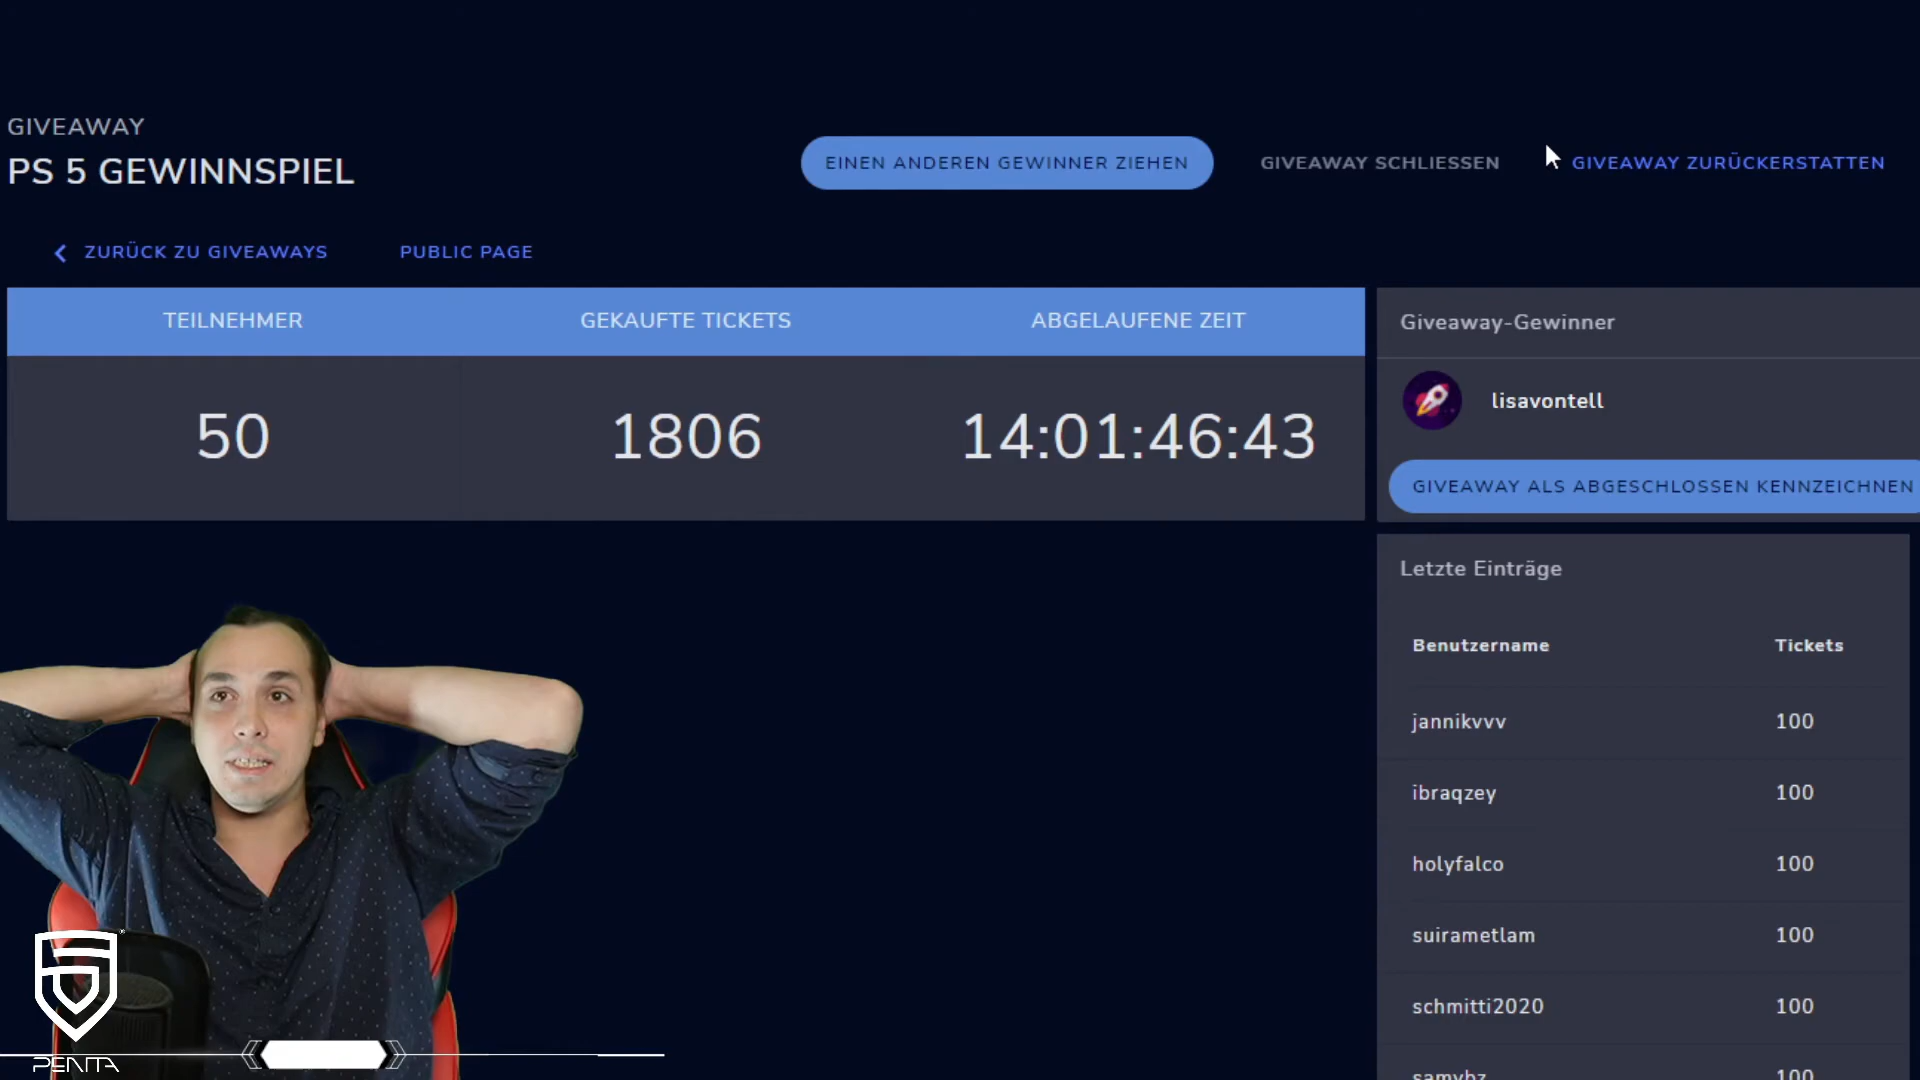 GIVEAWAY
PS 5 GEWINNSPIEL
EINEN ANDEREN GEWINNER ZIEHEN
GIVEAWAY SCHLIESSEN
GIVEAWAY ZURÜCKERSTATTEN
ZURÜCK ZU GIVEAWAYS
PUBLIC PAGE
TEILNEHMER
GEKAUFTE TICKETS
ABGELAUFENE ZEIT
50
1806
14:01:46:43
Giveaway-Gewinner
lisavontell
GIVEAWAY ALS ABGESCHLOSSEN KENNZEICHNEN
Letzte Einträge
Benutzername Tickets
jannikvvv 100
ibraqzey 100
holyfalco 100
suirametlam 100
schmitti2020 100
samybz 100
PENTA